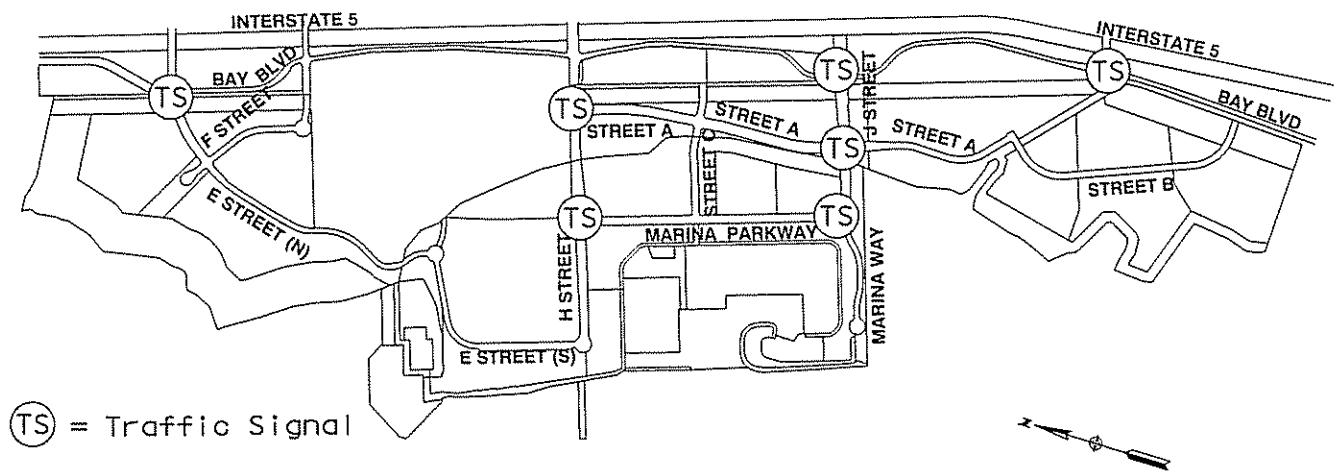 INTERSTATE 5
INTERSTATE 5
TS
BAY BLVD
F STREET
TS
TS
TS
STREET A
STREET A
J STREET
TS
STREET A
BAY BLVD
STREET C
STREET B
E STREET (N)
TS
H STREET
MARINA PARKWAY
TS
MARINA WAY
E STREET (S)
TS = Traffic Signal
N